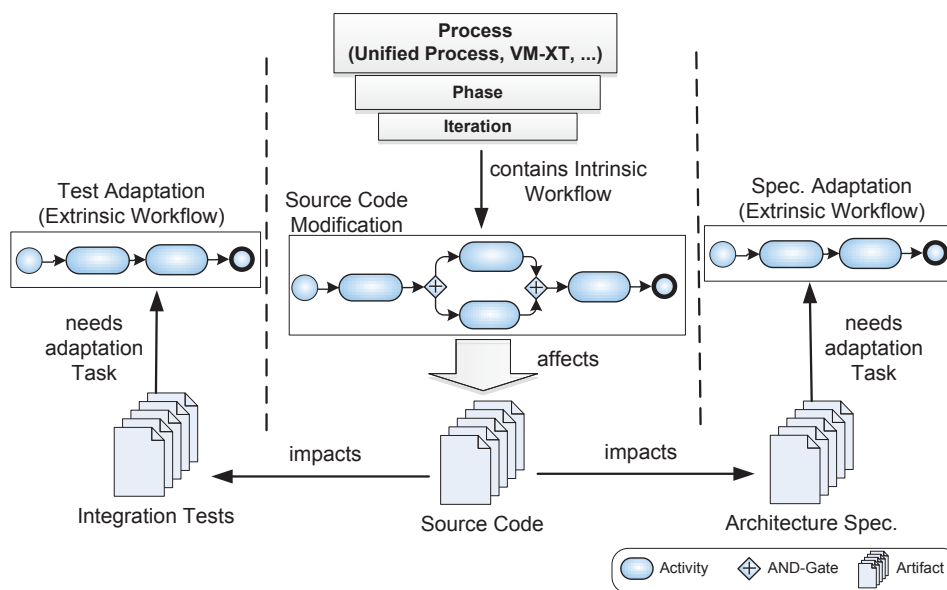 Process
(Unified Process, VM-XT, ...)
Phase
Iteration
contains Intrinsic
Workflow
Test Adaptation
(Extrinsic Workflow)
Source Code
Modification
Spec. Adaptation
(Extrinsic Workflow)
needs
adaptation
Task
affects
needs
adaptation
Task
impacts
impacts
Integration Tests
Source Code
Architecture Spec.
Activity
AND-Gate
Artifact